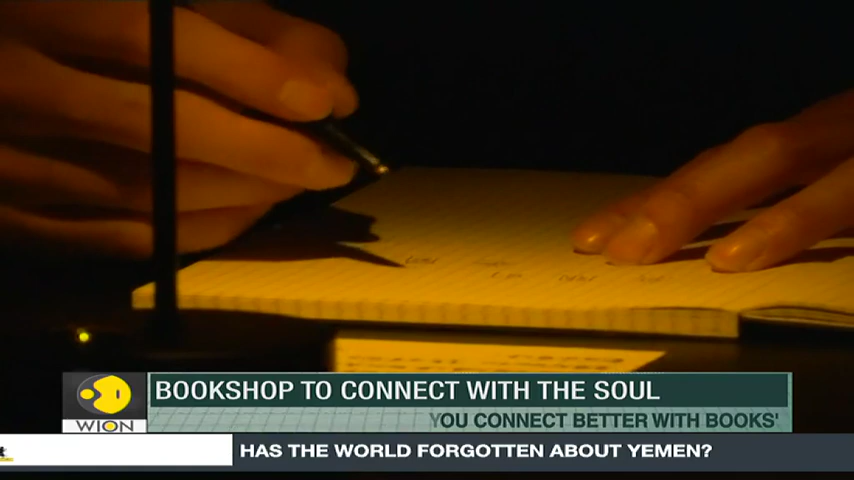 BOOKSHOP TO CONNECT WITH THE SOUL
YOU CONNECT BETTER WITH BOOKS'
WION
HAS THE WORLD FORGOTTEN ABOUT YEMEN?